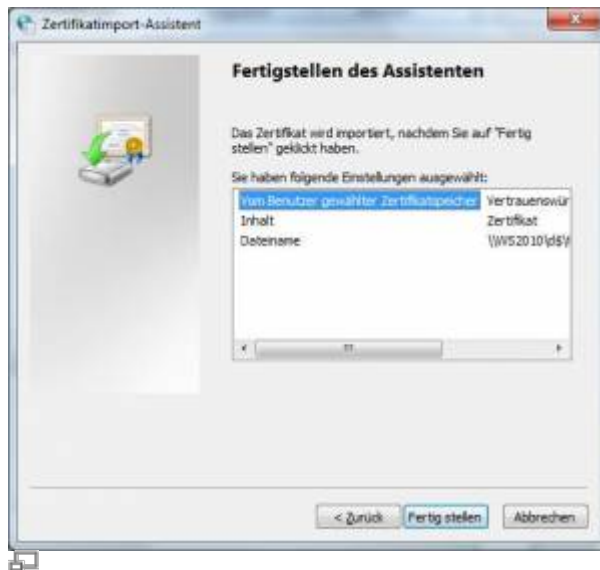 Zertifikatimport-Assistent
Fertigstellen des Assistenten
Das Zertifikat wird importiert, nachdem Sie auf "Fertig
stellen" geklickt haben.
Sie haben folgende Einstellungen ausgewählt:
Vom Benutzer gewählter Zertifikatspeicher Vertrauenswür
Inhalt Zertifikat
Dateiname
< Zurück Fertig stellen Abbrechen